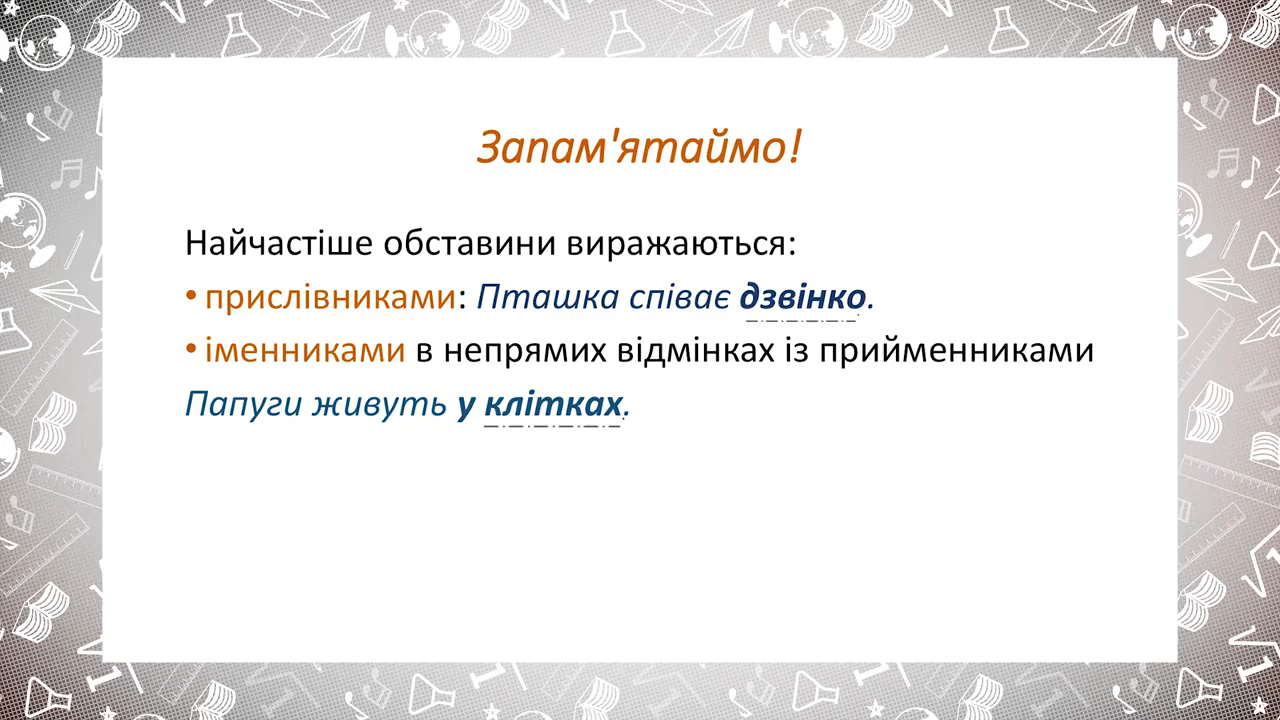 Запам'ятаймо!
Найчастіше обставини виражаються:
• прислівниками: Пташка співає дзвінко.
• іменниками в непрямих відмінках із прийменниками
Папуги живуть у клітках.